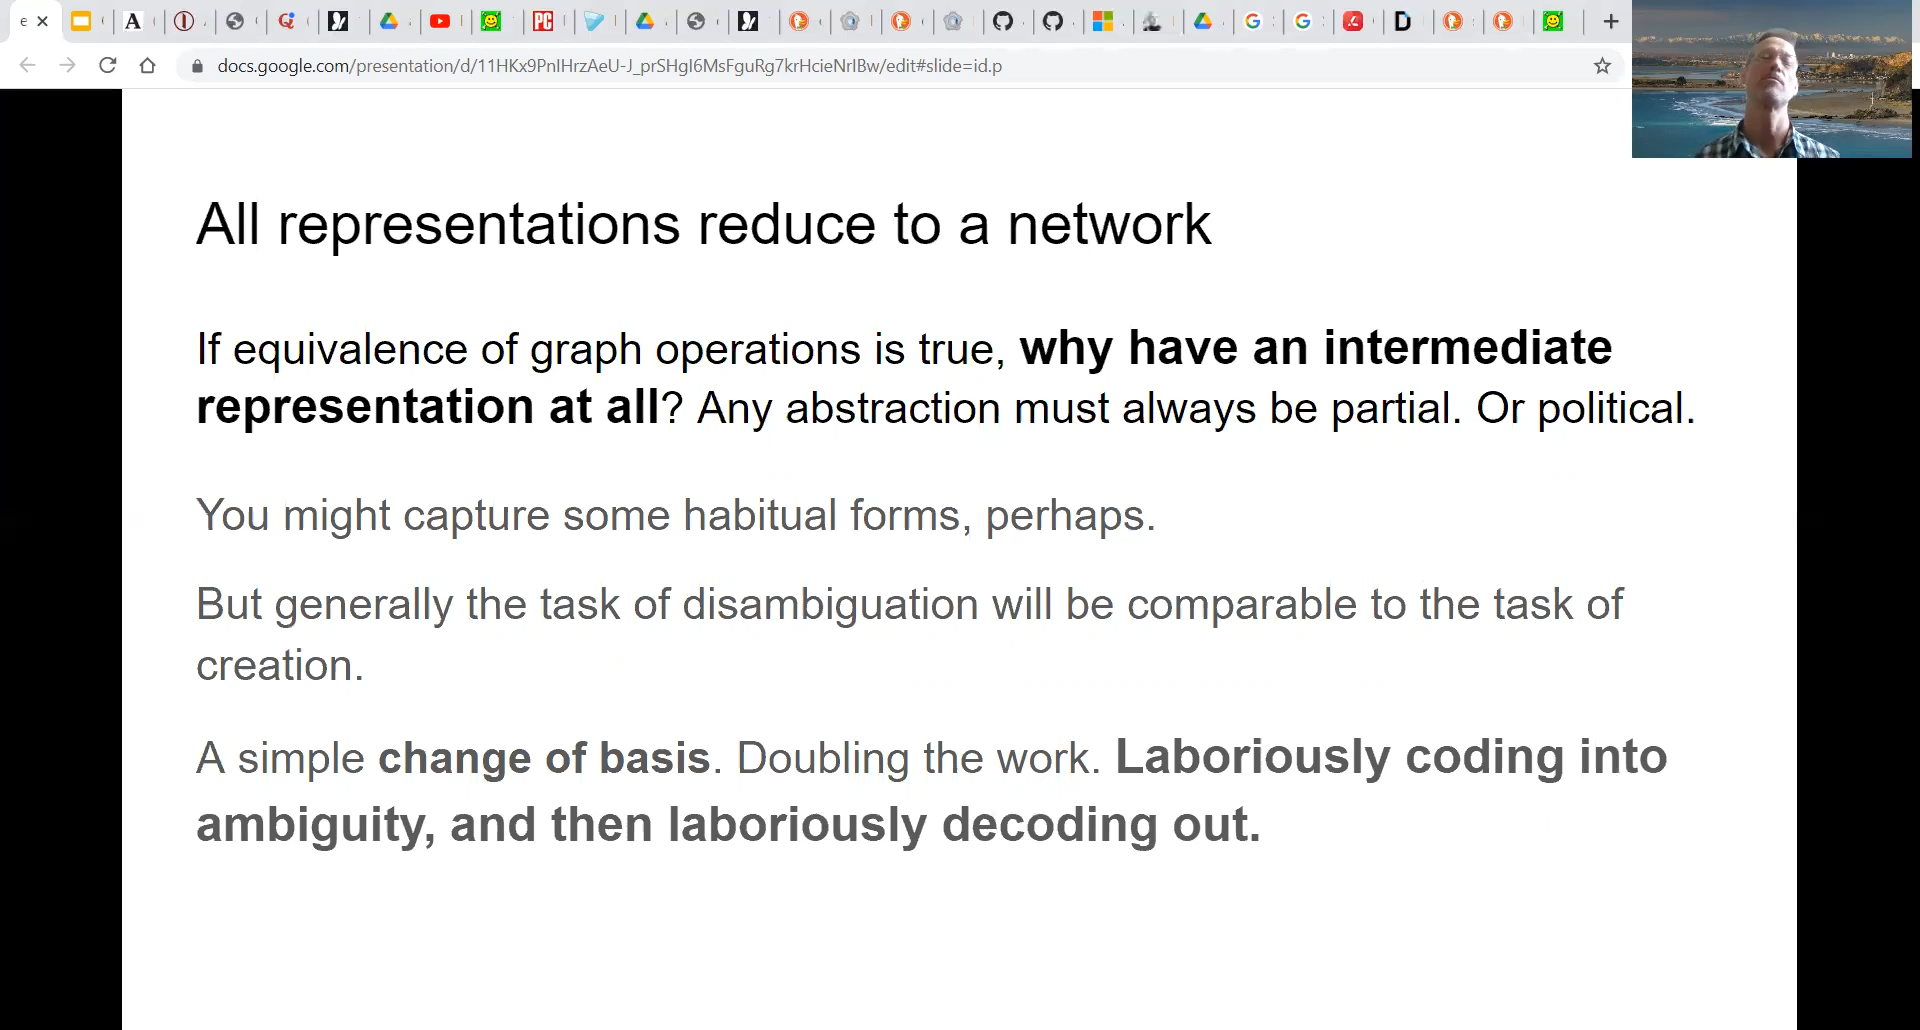 e
A
PC
D
docs.google.com/presentation/d/11HKx9PnIHrzAeU-J_prSHgI6MsFguRg7krHcieNrIBw/edit#slide=id.p
All representations reduce to a network
If equivalence of graph operations is true, why have an intermediate
representation at all? Any abstraction must always be partial. Or political.
You might capture some habitual forms, perhaps.
But generally the task of disambiguation will be comparable to the task of
creation.
A simple change of basis. Doubling the work. Laboriously coding into
ambiguity, and then laboriously decoding out.